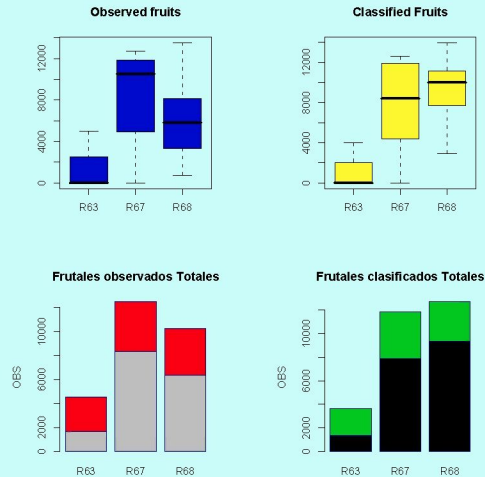 Observed fruits
12000
8000
4000
0
R63 R67 R68
Classified Fruits
12000
8000
4000
0
R63 R67 R68
Frutales observados Totales
OBS
10000
6000
2000
0
R63 R67 R68
Frutales clasificados Totales
OBS
10000
6000
2000
0
R63 R67 R68